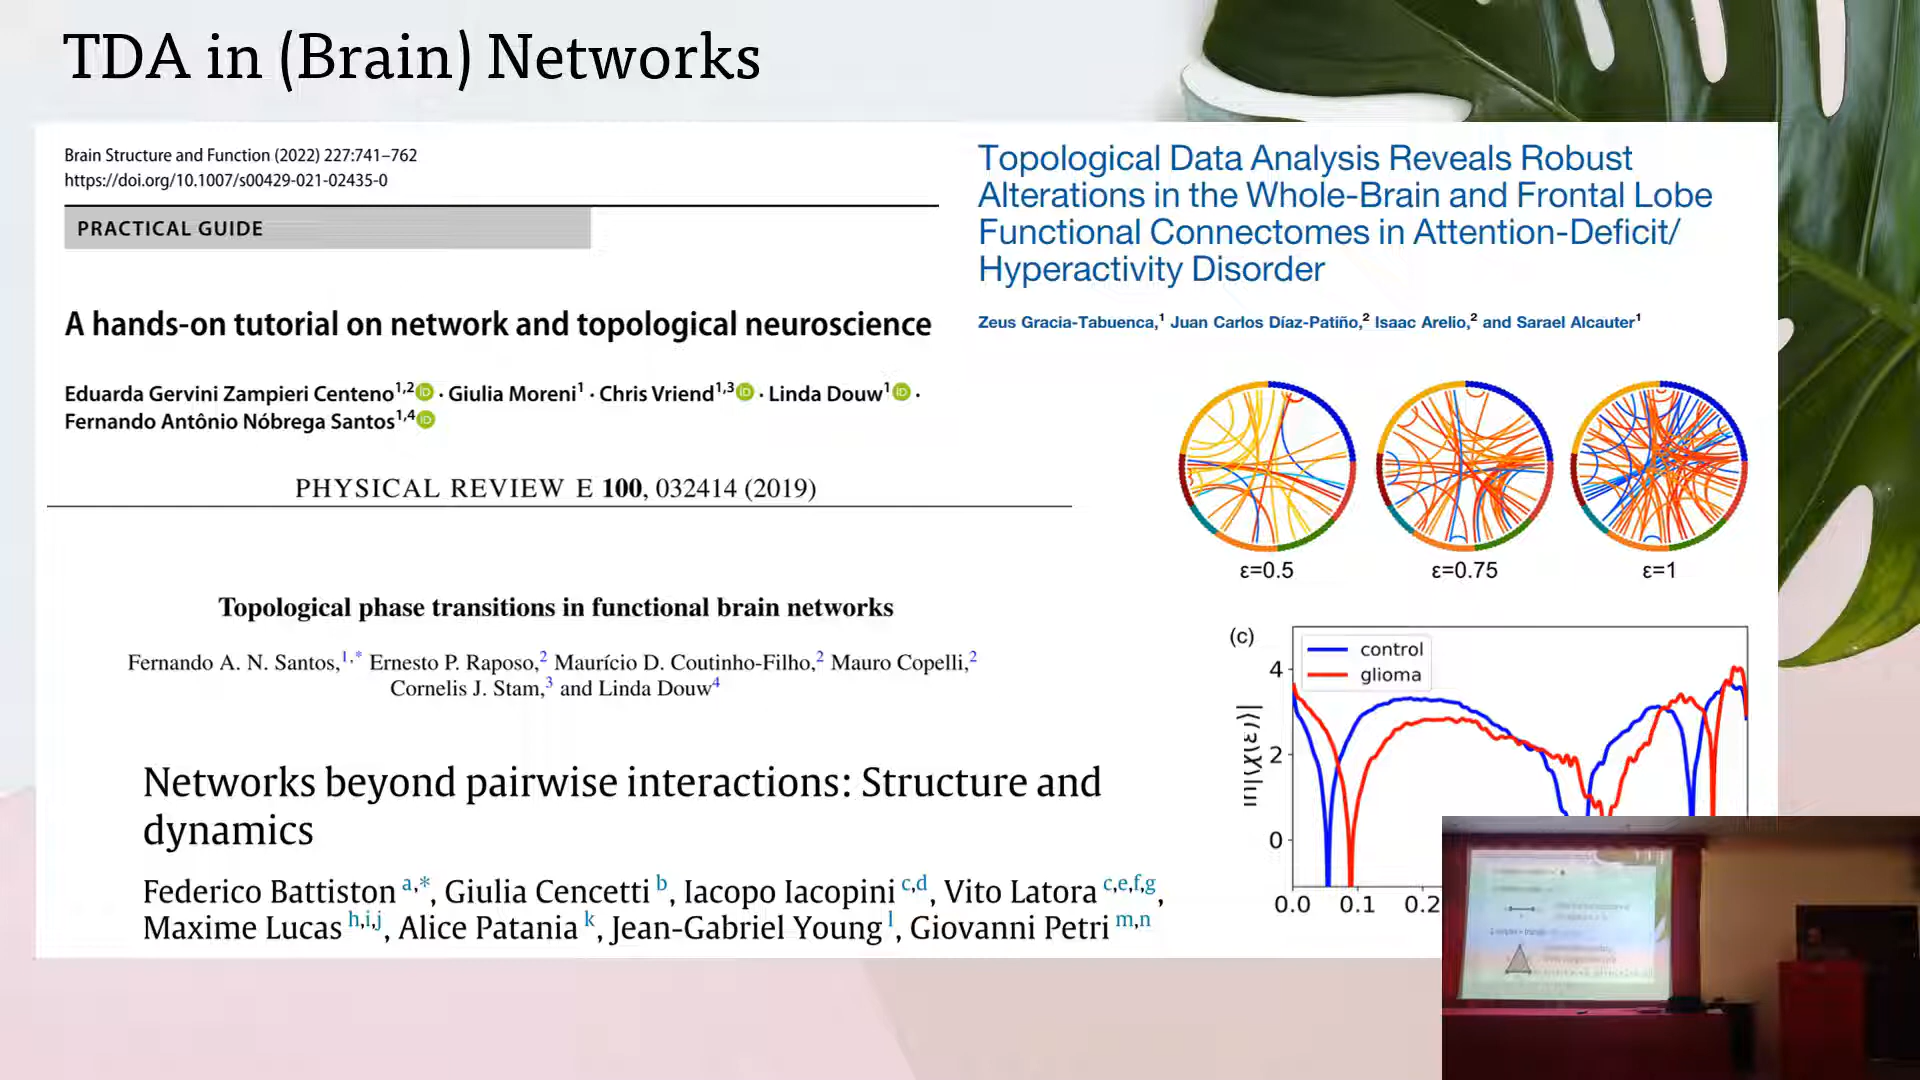 TDA in (Brain) Networks
Brain Structure and Function (2022) 227:741–762
https://doi.org/10.1007/s00429-021-02435-0
PRACTICAL GUIDE
A hands-on tutorial on network and topological neuroscience
Eduarda Gervini Zampieri Centeno1,2 · Giulia Moreni1 · Chris Vriend1,3 · Linda Douw1 ·
Fernando Antônio Nóbrega Santos1,4
PHYSICAL REVIEW E 100, 032414 (2019)
Topological phase transitions in functional brain networks
Fernando A. N. Santos,1,* Ernesto P. Raposo,2 Maurício D. Coutinho-Filho,2 Mauro Copelli,2
Cornelis J. Stam,3 and Linda Douw4
Networks beyond pairwise interactions: Structure and
dynamics
Federico Battiston a,*, Giulia Cencetti b, Iacopo Iacopini c,d, Vito Latora c,e,f,g,
Maxime Lucas h,i,j, Alice Patania k, Jean-Gabriel Young l, Giovanni Petri m,n
Topological Data Analysis Reveals Robust
Alterations in the Whole-Brain and Frontal Lobe
Functional Connectomes in Attention-Deficit/
Hyperactivity Disorder
Zeus Gracia-Tabuenca,1 Juan Carlos Díaz-Patiño,2 Isaac Arelio,2 and Sarael Alcauter1
ε=0.5 ε=0.75 ε=1
(c)
control
glioma
4
2
0
ln|⟨χ(ε)⟩|
0.0 0.1 0.2